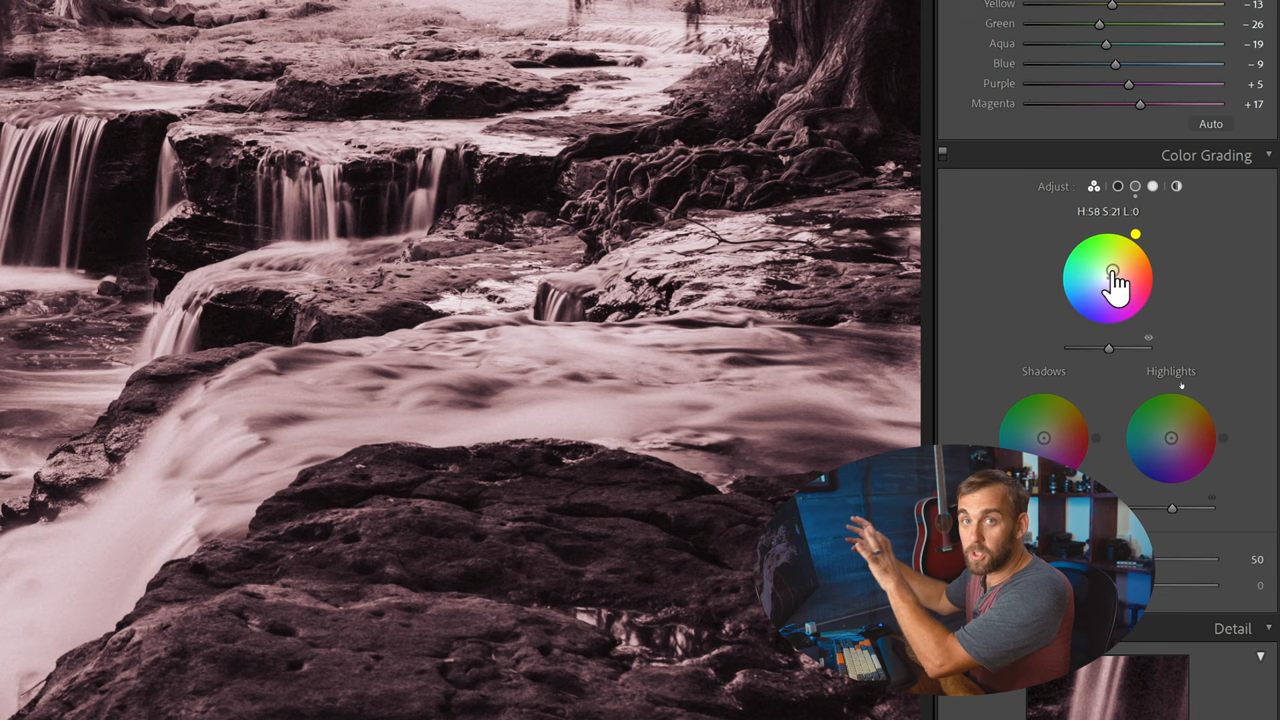 Yellow -13
Green -26
Aqua -19
Blue -9
Purple +5
Magenta +17
Auto
Color Grading
Adjust :
H:58 S:21 L:0
Shadows Highlights
50
0
Detail